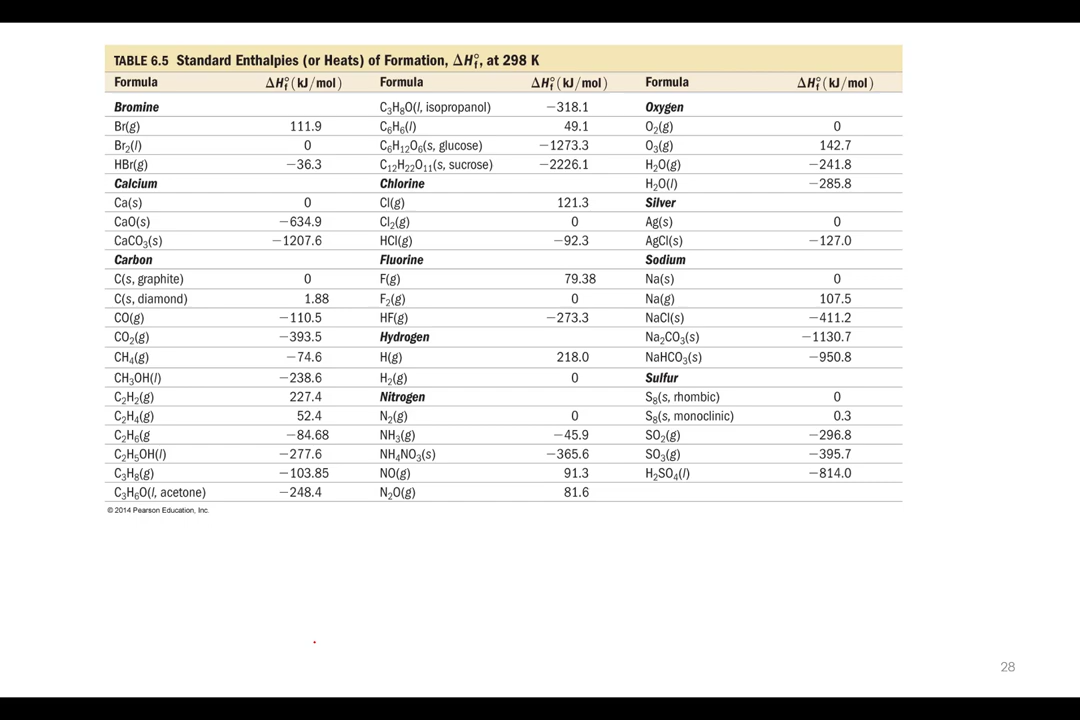 TABLE 6.5 Standard Enthalpies (or Heats) of Formation, ΔH°f, at 298 K
Formula ΔH°f (kJ/mol) Formula ΔH°f (kJ/mol) Formula ΔH°f (kJ/mol)
Bromine C₃H₈O(l, isopropanol) −318.1 Oxygen
Br(g) 111.9 C₆H₆(l) 49.1 O₂(g) 0
Br₂(l) 0 C₆H₁₂O₆(s, glucose) −1273.3 O₃(g) 142.7
HBr(g) −36.3 C₁₂H₂₂O₁₁(s, sucrose) −2226.1 H₂O(g) −241.8
Calcium Chlorine H₂O(l) −285.8
Ca(s) 0 Cl(g) 121.3 Silver
CaO(s) −634.9 Cl₂(g) 0 Ag(s) 0
CaCO₃(s) −1207.6 HCl(g) −92.3 AgCl(s) −127.0
Carbon Fluorine Sodium
C(s, graphite) 0 F(g) 79.38 Na(s) 0
C(s, diamond) 1.88 F₂(g) 0 Na(g) 107.5
CO(g) −110.5 HF(g) −273.3 NaCl(s) −411.2
CO₂(g) −393.5 Hydrogen Na₂CO₃(s) −1130.7
CH₄(g) −74.6 H(g) 218.0 NaHCO₃(s) −950.8
CH₃OH(l) −238.6 H₂(g) 0 Sulfur
C₂H₂(g) 227.4 Nitrogen S₈(s, rhombic) 0
C₂H₄(g) 52.4 N₂(g) 0 S₈(s, monoclinic) 0.3
C₂H₆(g −84.68 NH₃(g) −45.9 SO₂(g) −296.8
C₂H₅OH(l) −277.6 NH₄NO₃(s) −365.6 SO₃(g) −395.7
C₃H₈(g) −103.85 NO(g) 91.3 H₂SO₄(l) −814.0
C₃H₆O(l, acetone) −248.4 N₂O(g) 81.6
© 2014 Pearson Education, Inc.
28